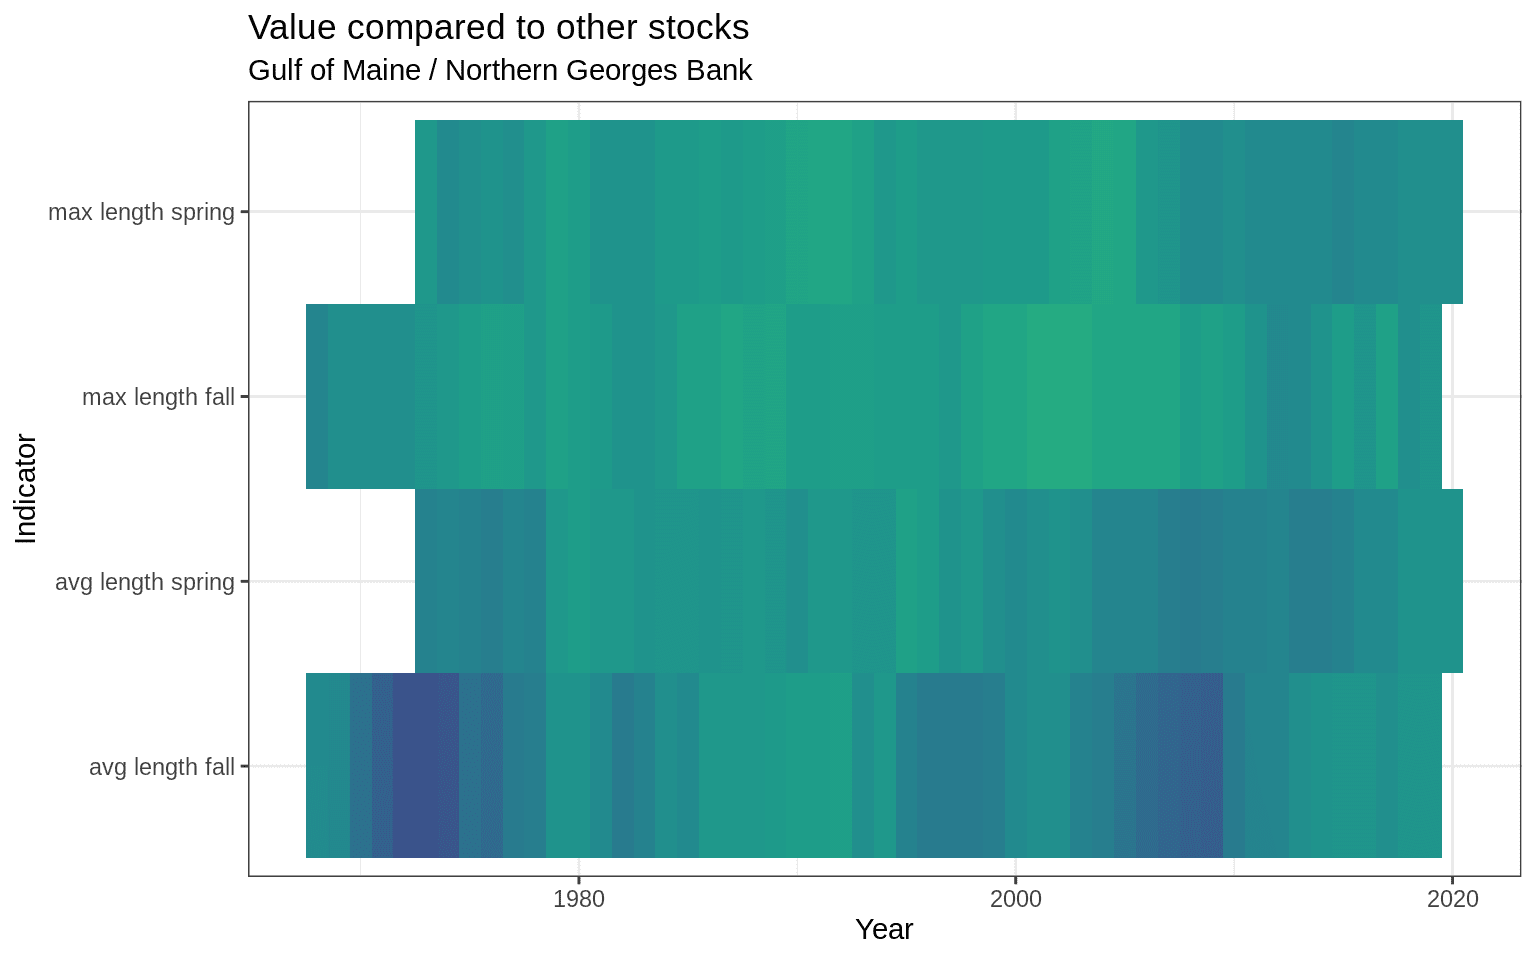 Value compared to other stocks
Gulf of Maine / Northern Georges Bank
Indicator
max length spring
max length fall
avg length spring
avg length fall
1980
2000
2020
Year